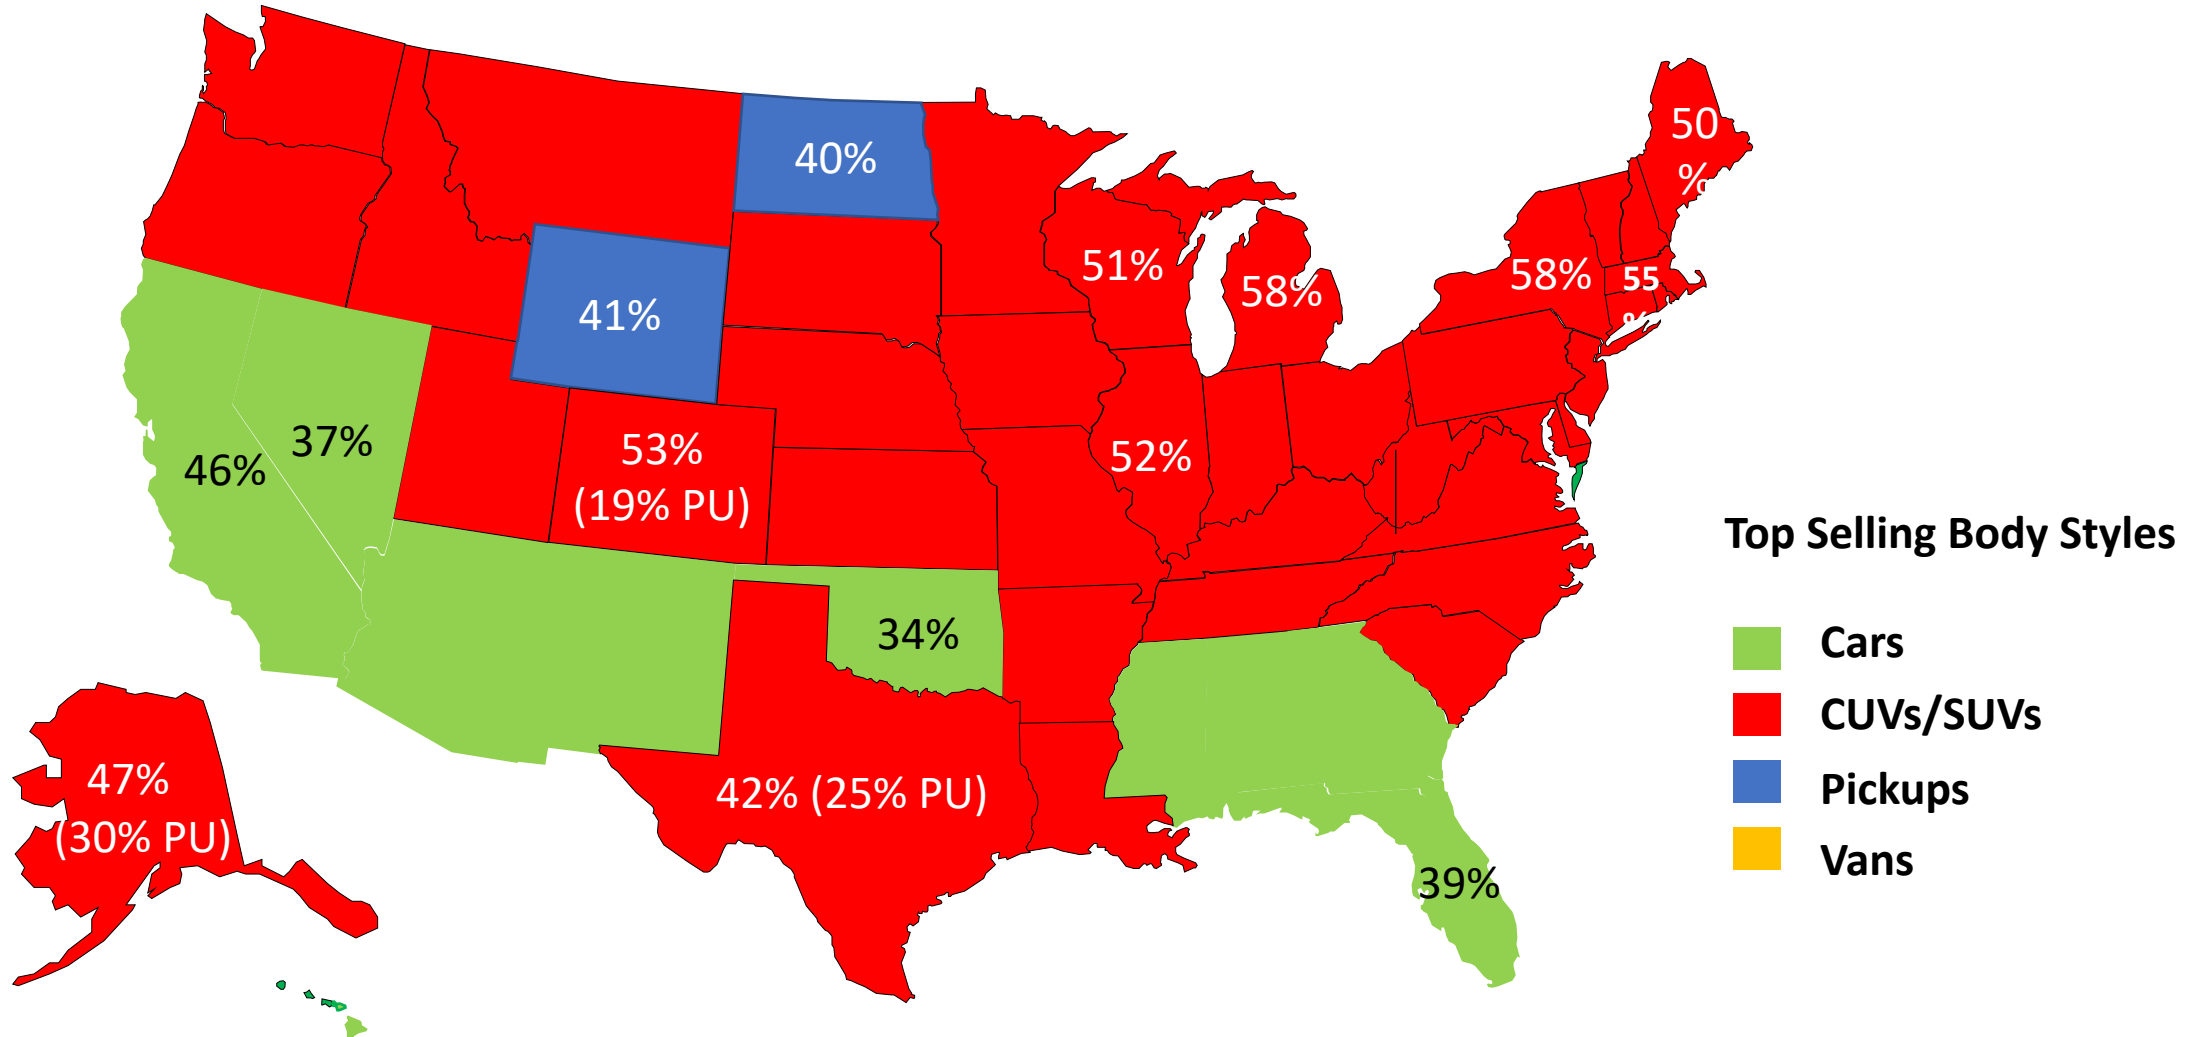 50
%
40%
51%
58%
58%
55
%
41%
37%
46%
53%
(19% PU)
52%
Top Selling Body Styles
34%
Cars
CUVs/SUVs
47%
(30% PU)
42% (25% PU)
Pickups
Vans
39%